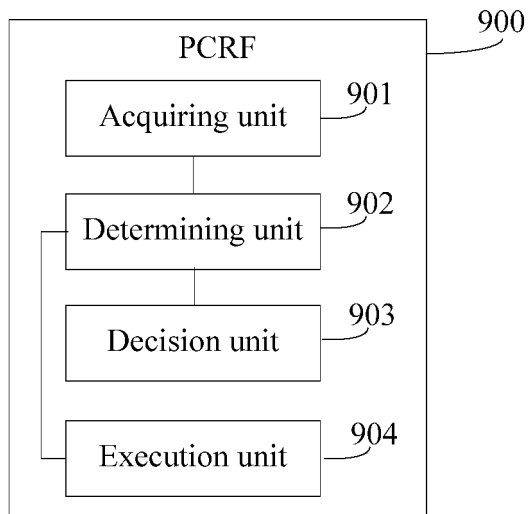 PCRF
900
Acquiring unit
901
Determining unit
902
Decision unit
903
Execution unit
904